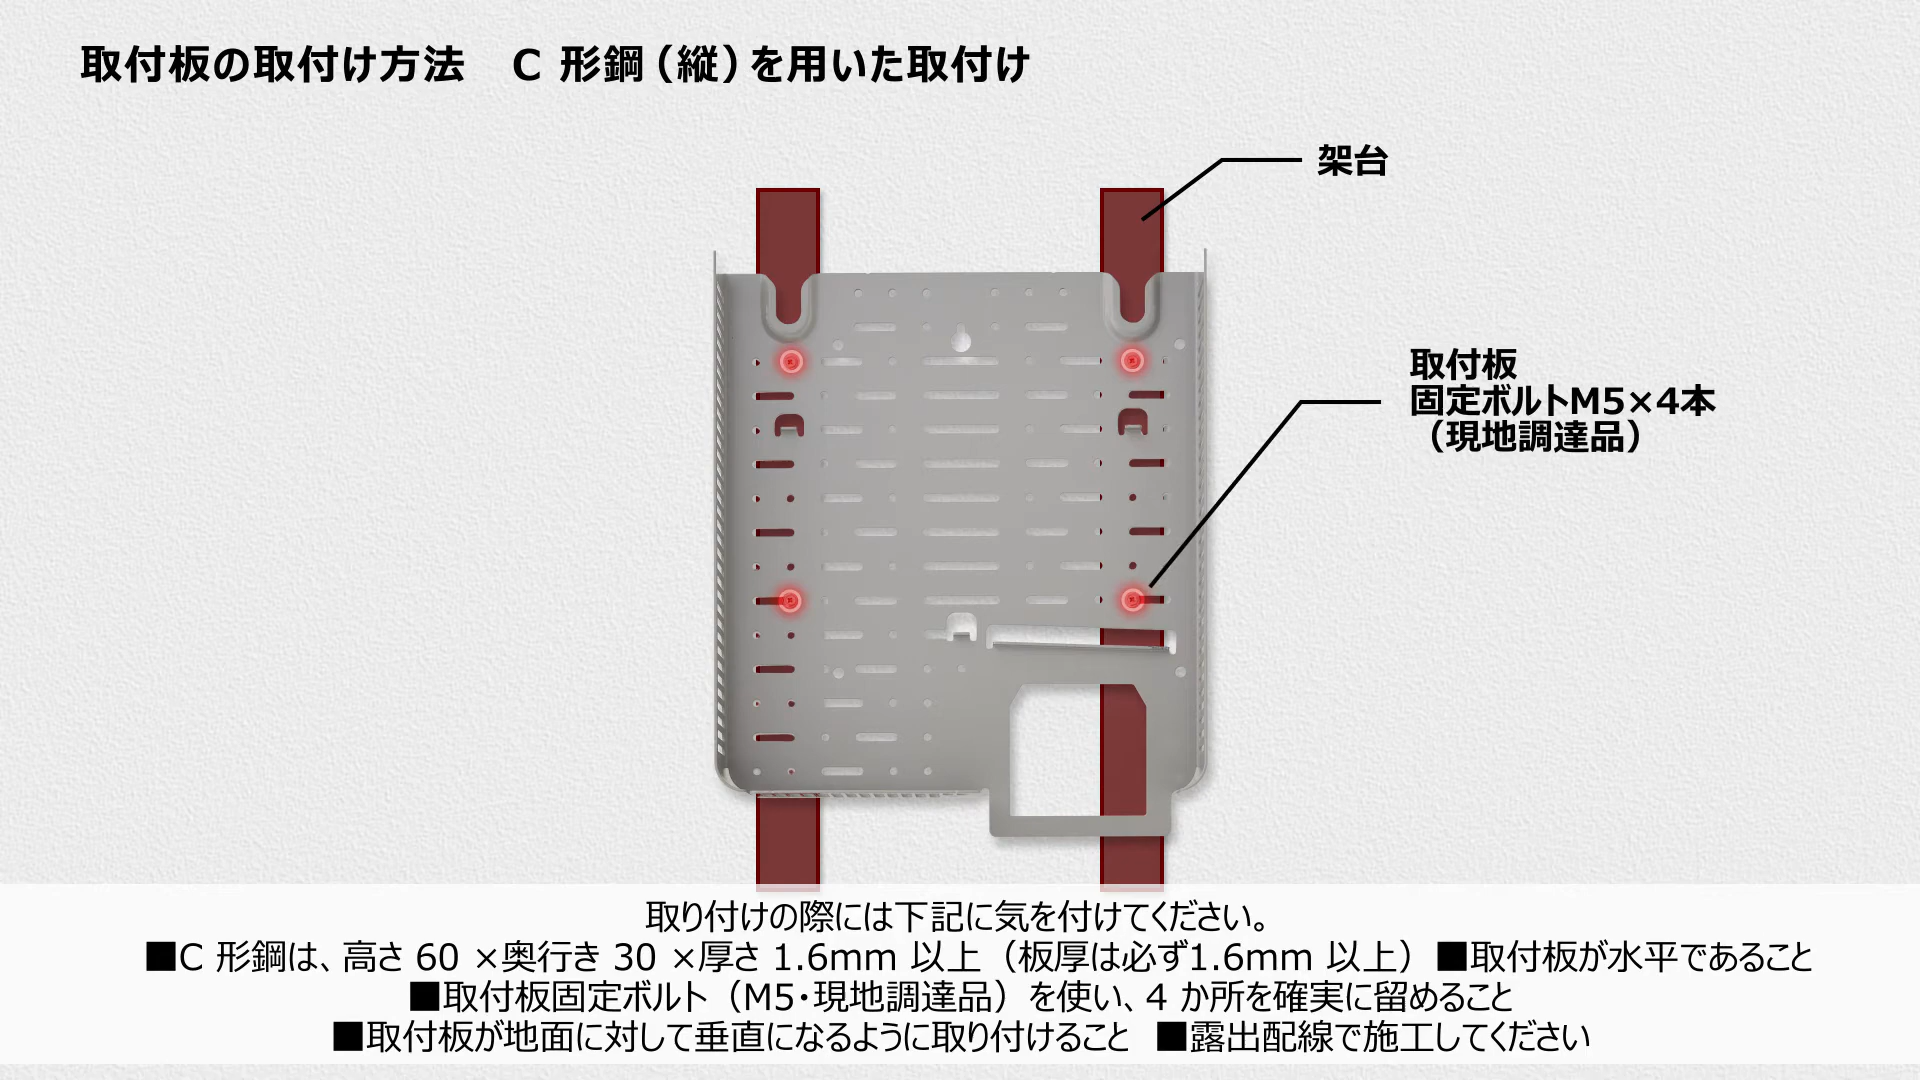 取付板の取付け方法　C 形鋼（縦）を用いた取付け
架台
取付板
固定ボルトM5×4本
（現地調達品）
取り付けの際には下記に気を付けてください。
■C 形鋼は、高さ 60 ×奥行き 30 ×厚さ 1.6mm 以上（板厚は必ず1.6mm 以上）■取付板が水平であること
■取付板固定ボルト（M5・現地調達品）を使い、4 か所を確実に留めること
■取付板が地面に対して垂直になるように取り付けること　■露出配線で施工してください